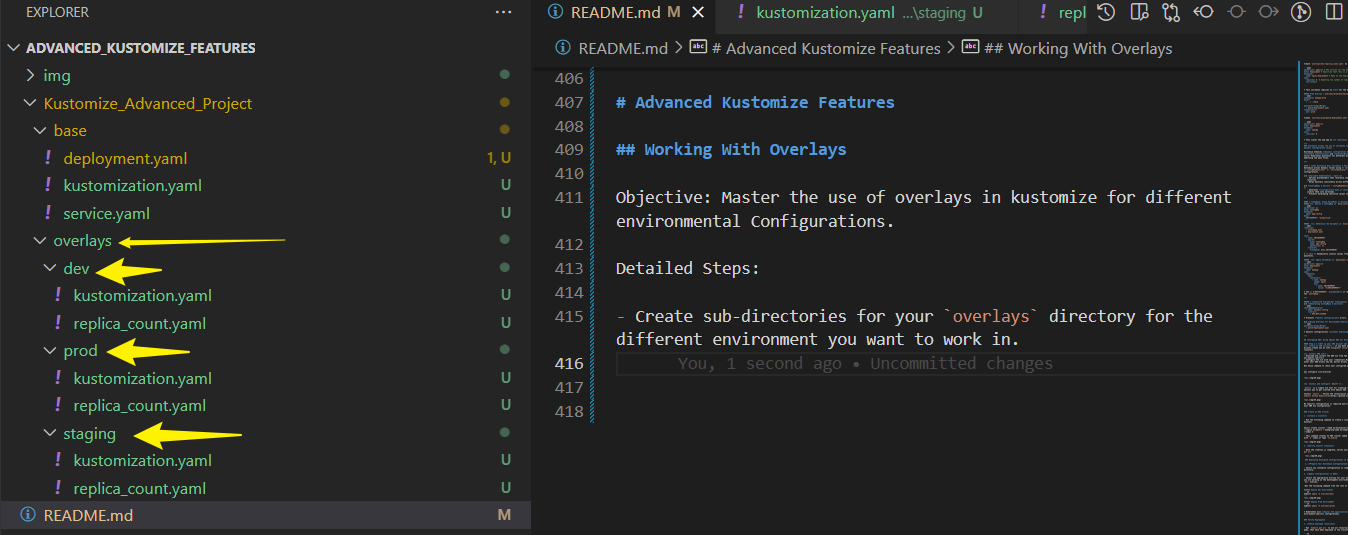 EXPLORER
ADVANCED_KUSTOMIZE_FEATURES
img
Kustomize_Advanced_Project
base
! deployment.yaml 1, U
! kustomization.yaml U
! service.yaml U
overlays
dev
! kustomization.yaml U
! replica_count.yaml U
prod
! kustomization.yaml U
! replica_count.yaml U
staging
! kustomization.yaml U
! replica_count.yaml U
README.md M
README.md M
! kustomization.yaml ...\staging U
! repl
README.md > # Advanced Kustomize Features > ## Working With Overlays
406
407 # Advanced Kustomize Features
408
409 ## Working With Overlays
410
411 Objective: Master the use of overlays in kustomize for different
environmental Configurations.
412
413 Detailed Steps:
414
415 - Create sub-directories for your `overlays` directory for the
different environment you want to work in.
416 You, 1 second ago • Uncommitted changes
417
418